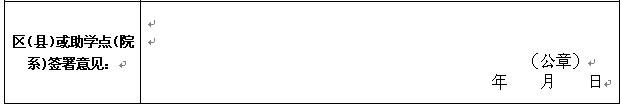 区(县)或助学点(院
系)签署意见：
（公章）
年 月 日